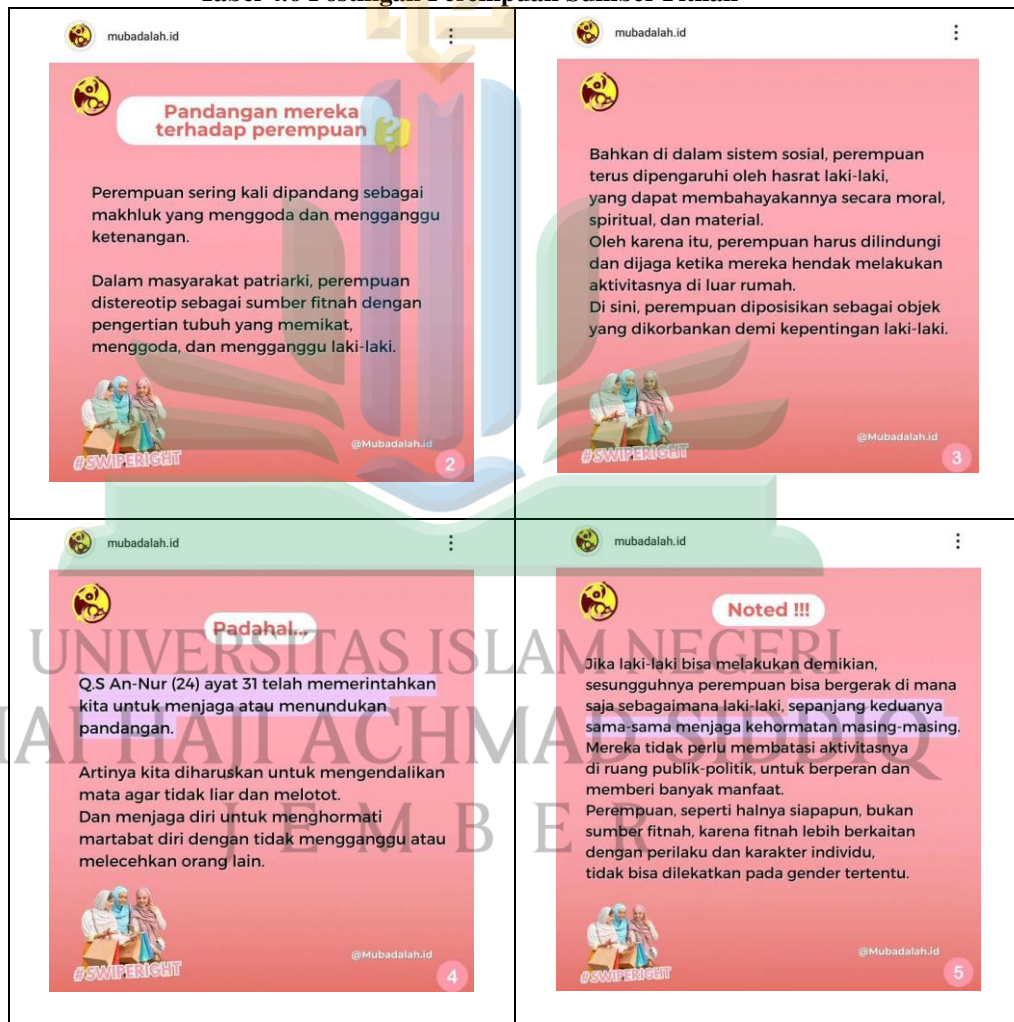 Tabel 4.6 Postingan Perempuan Sumber Fitnah
mubadalah.id
Pandangan mereka
terhadap perempuan
?
Perempuan sering kali dipandang sebagai
makhluk yang menggoda dan mengganggu
ketenangan.
Dalam masyarakat patriarki, perempuan
distereotip sebagai sumber fitnah dengan
pengertian tubuh yang memikat,
menggoda, dan mengganggu laki-laki.
#SWIPERIGHT
@Mubadalah.id
2
mubadalah.id
Bahkan di dalam sistem sosial, perempuan
terus dipengaruhi oleh hasrat laki-laki,
yang dapat membahayakannya secara moral,
spiritual, dan material.
Oleh karena itu, perempuan harus dilindungi
dan dijaga ketika mereka hendak melakukan
aktivitasnya di luar rumah.
Di sini, perempuan diposisikan sebagai objek
yang dikorbankan demi kepentingan laki-laki.
#SWIPERIGHT
@Mubadalah.id
3
mubadalah.id
Padahal...
Q.S An-Nur (24) ayat 31 telah memerintahkan
kita untuk menjaga atau menundukan
pandangan.
Artinya kita diharuskan untuk mengendalikan
mata agar tidak liar dan melotot.
Dan menjaga diri untuk menghormati
martabat diri dengan tidak mengganggu atau
melecehkan orang lain.
#SWIPERIGHT
@Mubadalah.id
4
mubadalah.id
Noted !!!
Jika laki-laki bisa melakukan demikian,
sesungguhnya perempuan bisa bergerak di mana
saja sebagaimana laki-laki, sepanjang keduanya
sama-sama menjaga kehormatan masing-masing.
Mereka tidak perlu membatasi aktivitasnya
di ruang publik-politik, untuk berperan dan
memberi banyak manfaat.
Perempuan, seperti halnya siapapun, bukan
sumber fitnah, karena fitnah lebih berkaitan
dengan perilaku dan karakter individu,
tidak bisa dilekatkan pada gender tertentu.
#SWIPERIGHT
@Mubadalah.id
5
UNIVERSITAS ISLAM NEGERI
HAJI ACHMAD SIDDIQ
JEMBER